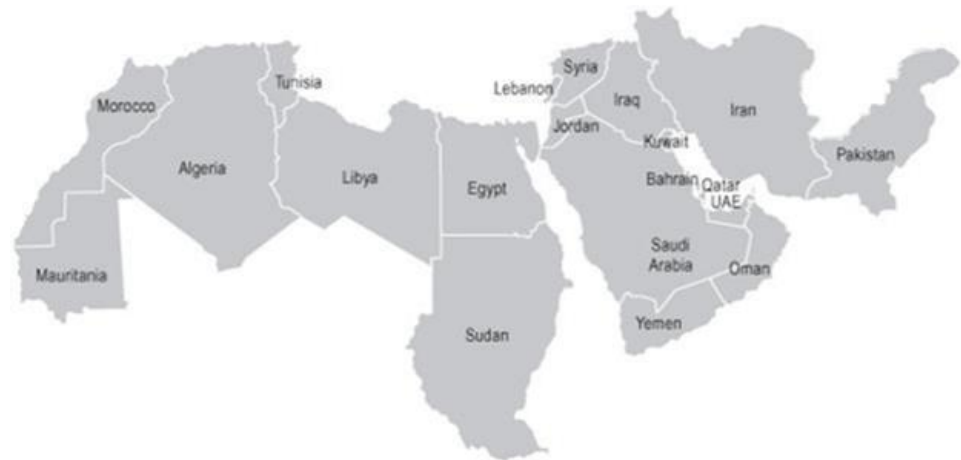 Morocco
Tunisia
Algeria
Libya
Egypt
Mauritania
Sudan
Syria
Lebanon
Iraq
Jordan
Iran
Kuwait
Pakistan
Bahrain
Qatar
UAE
Saudi
Arabia
Oman
Yemen